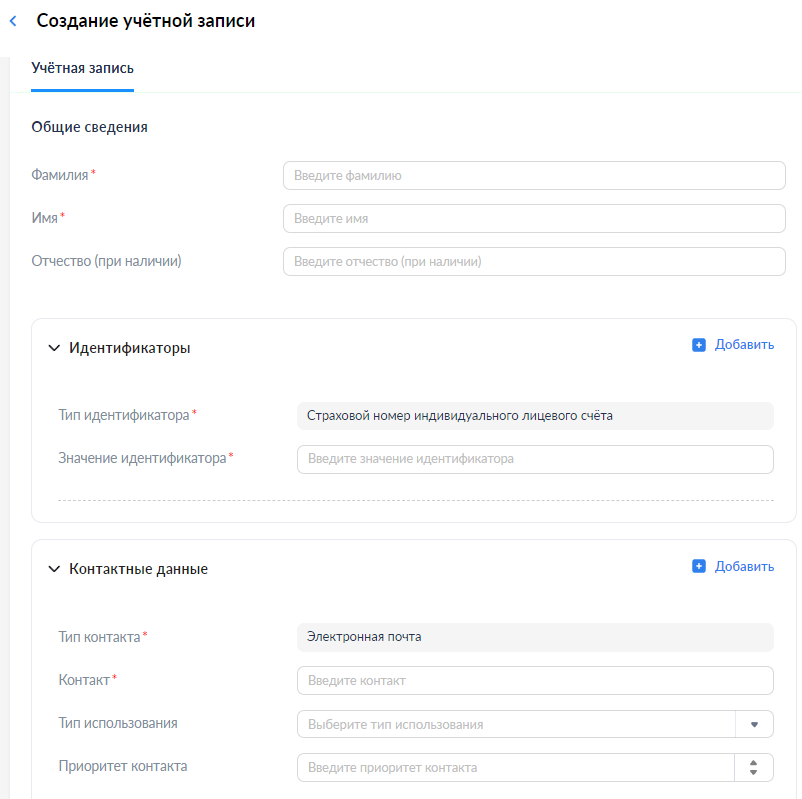 Создание учётной записи
Учётная запись
Общие сведения
Фамилия* Введите фамилию
Имя* Введите имя
Отчество (при наличии) Введите отчество (при наличии)
Идентификаторы Добавить
Тип идентификатора* Страховой номер индивидуального лицевого счёта
Значение идентификатора* Введите значение идентификатора
Контактные данные Добавить
Тип контакта* Электронная почта
Контакт* Введите контакт
Тип использования Выберите тип использования
Приоритет контакта Введите приоритет контакта